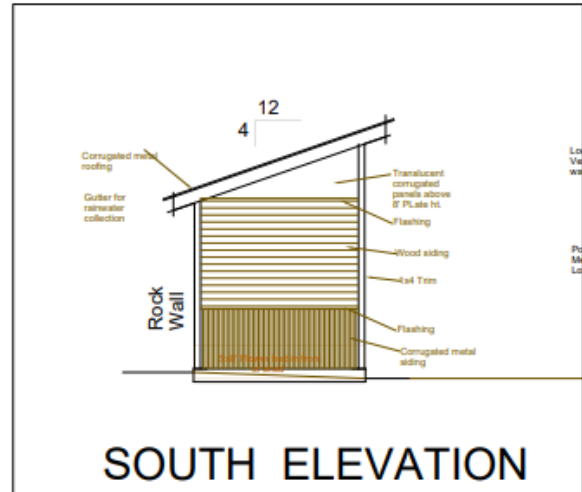 12
4
Corrugated metal
roofing
Gutter for
rainwater
collection
Translucent
corrugated
panels above
8' PLate ht.
Flashing
Wood siding
1x4 Trim
Rock
Wall
Flashing
Corrugated metal
siding
SOUTH ELEVATION